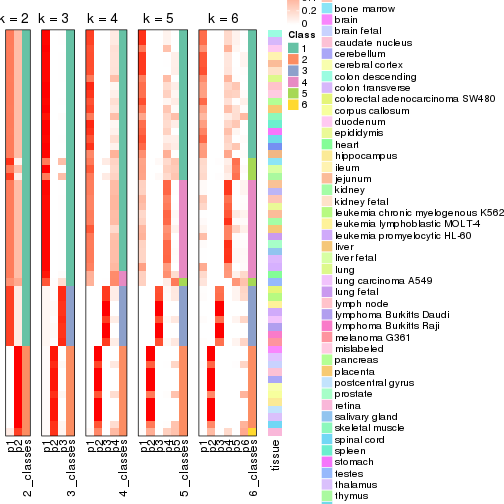 k = 2
k = 3
k = 4
k = 5
k = 6
0.2
0
Class
1
2
3
4
5
6
bone marrow
brain
brain fetal
caudate nucleus
cerebellum
cerebral cortex
colon descending
colon transverse
colorectal adenocarcinoma SW480
corpus callosum
duodenum
epididymis
heart
hippocampus
ileum
jejunum
kidney
kidney fetal
leukemia chronic myelogenous K562
leukemia lymphoblastic MOLT-4
leukemia promyelocytic HL-60
liver
liver fetal
lung
lung carcinoma A549
lung fetal
lymph node
lymphoma Burkitts Daudi
lymphoma Burkitts Raji
melanoma G361
mislabeled
pancreas
placenta
postcentral gyrus
prostate
retina
salivary gland
skeletal muscle
spinal cord
spleen
stomach
testes
thalamus
thymus
p1
p2
2_classes
p1
p2
p3
3_classes
p1
p2
p3
p4
4_classes
p1
p2
p3
p4
p5
5_classes
p1
p2
p3
p4
p5
p6
6_classes
tissue